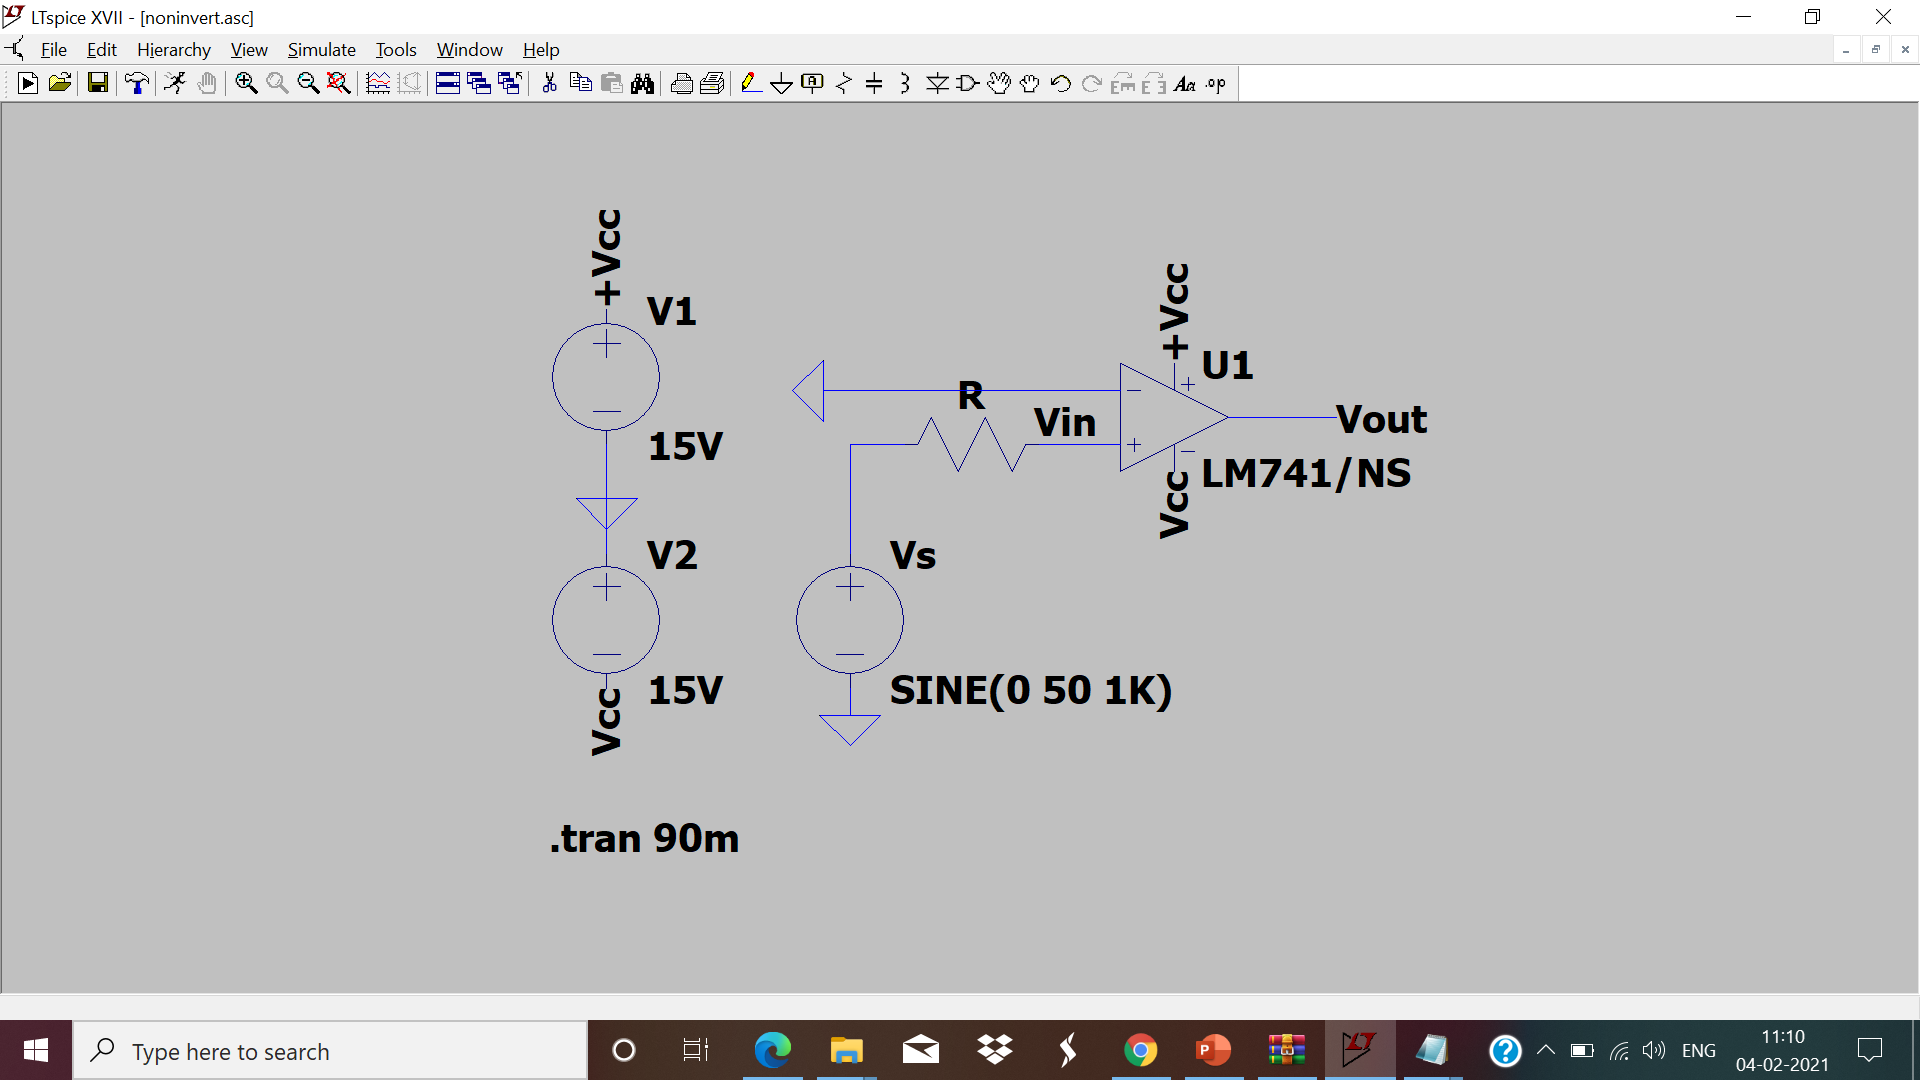 LTspice XVII - [noninvert.asc]
File Edit Hierarchy View Simulate Tools Window Help
+Vcc
V1
15V
V2
15V
Vcc
R
Vin
+Vcc
U1
Vout
LM741/NS
Vcc
Vs
SINE(0 50 1K)
.tran 90m
Type here to search
ENG
11:10
04-02-2021